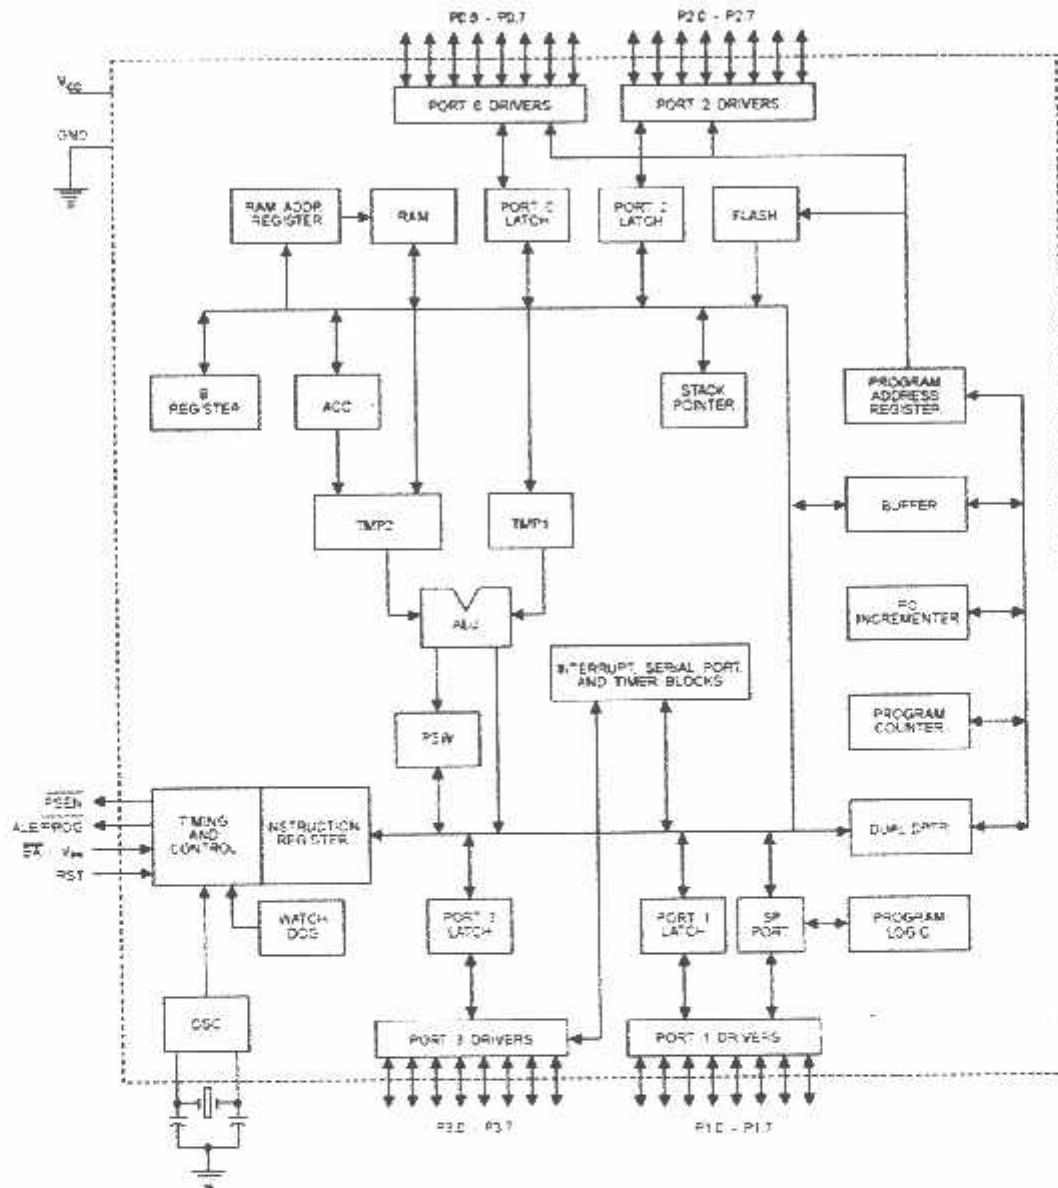 P0.0 - P0.7
P2.0 - P2.7
VCC
PORT 0 DRIVERS
PORT 2 DRIVERS
GND
RAM ADDR.
REGISTER
RAM
PORT 0
LATCH
PORT 2
LATCH
FLASH
B
REGISTER
ACC
STACK
POINTER
PROGRAM
ADDRESS
REGISTER
TMP2
TMP1
BUFFER
ALU
PC
INCREMENTER
INTERRUPT, SERIAL PORT,
AND TIMER BLOCKS
PSW
PROGRAM
COUNTER
PSEN
ALE/PROG
EA / VPP
RST
TIMING
AND
CONTROL
INSTRUCTION
REGISTER
DUAL DPTR
WATCH
DOG
PORT 3
LATCH
PORT 1
LATCH
SP
PORT
PROGRAM
LOGIC
OSC
PORT 3 DRIVERS
PORT 1 DRIVERS
P3.0 - P3.7
P1.0 - P1.7